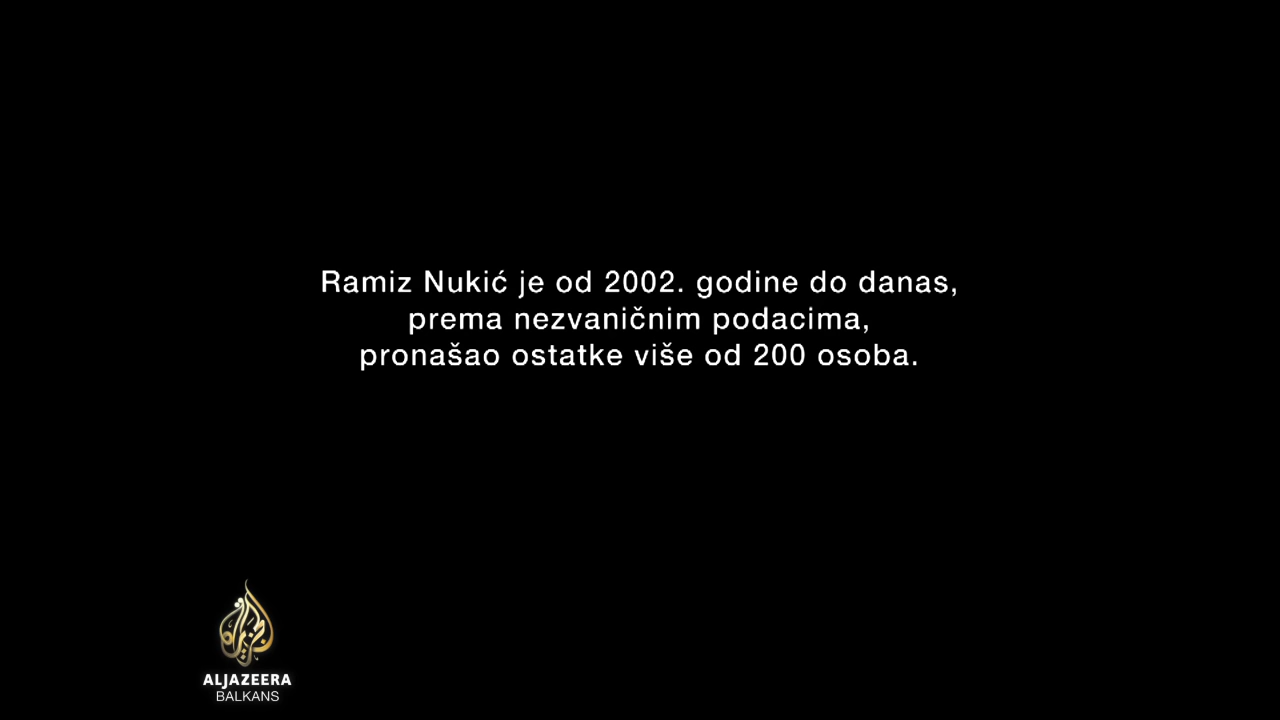 Ramiz Nukić je od 2002. godine do danas,
prema nezvaničnim podacima,
pronašao ostatke više od 200 osoba.
ALJAZEERA
BALKANS